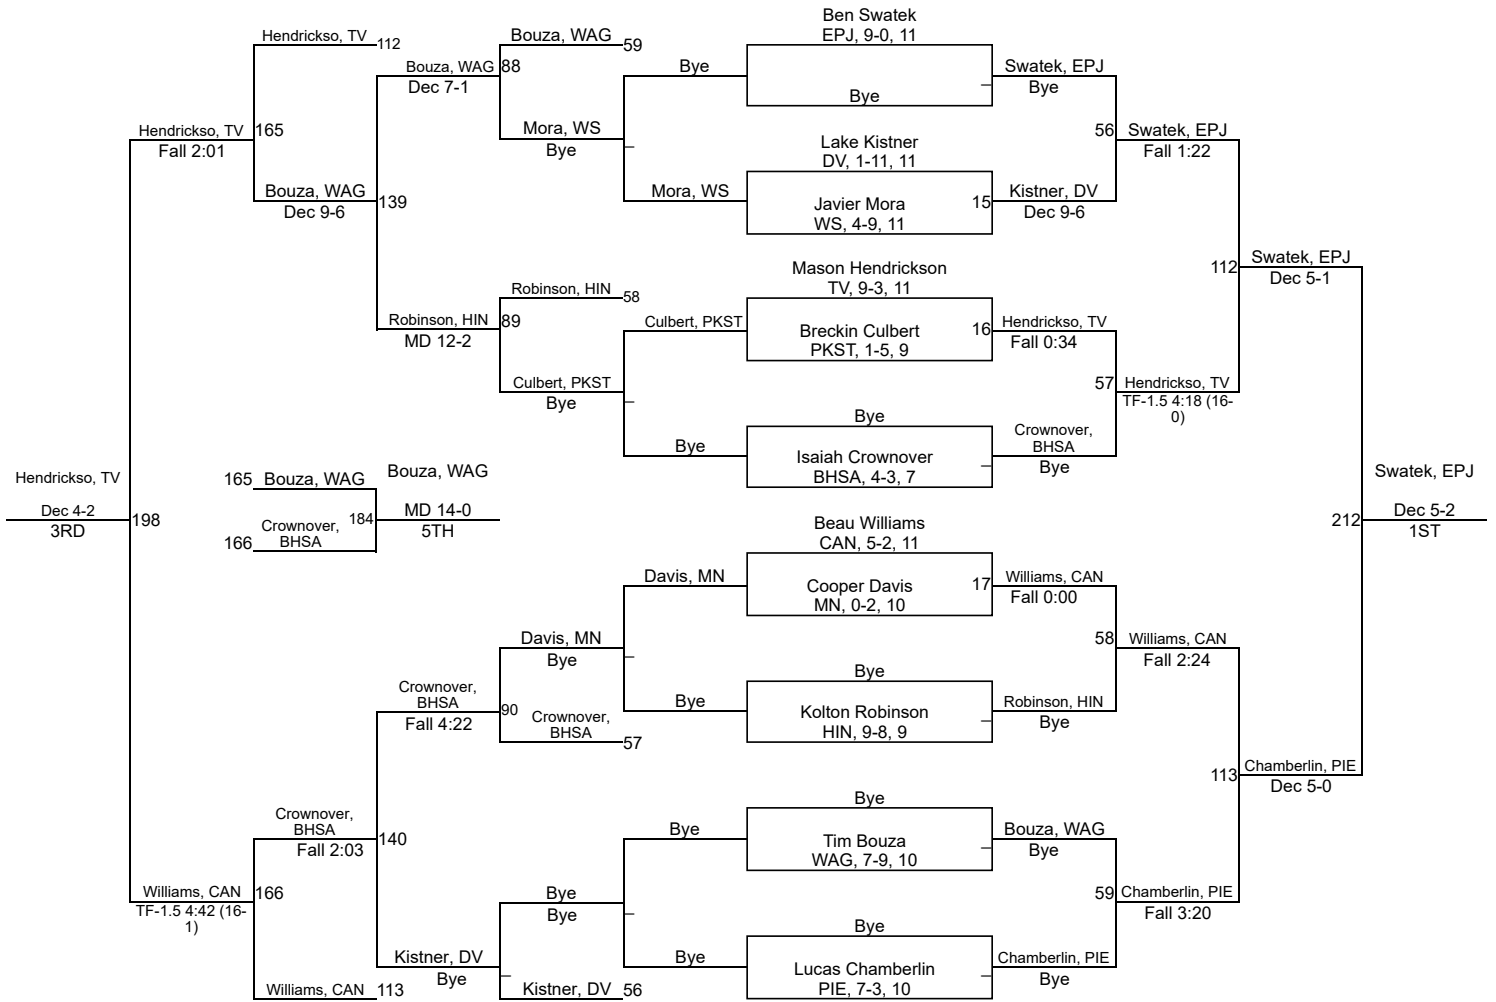 Ben Swatek
EPJ, 9-0, 11
Hendrickso, TV
112
Bouza, WAG
59
Bouza, WAG
88
Dec 7-1
Bye
Bye
Swatek, EPJ
Bye
Hendrickso, TV
165
Fall 2:01
Mora, WS
Bye
Lake Kistner
DV, 1-11, 11
56
Swatek, EPJ
Fall 1:22
Bouza, WAG
Dec 9-6
139
Mora, WS
Javier Mora
WS, 4-9, 11
15
Kistner, DV
Dec 9-6
Mason Hendrickson
TV, 9-3, 11
112
Swatek, EPJ
Dec 5-1
Robinson, HIN
58
Robinson, HIN
89
MD 12-2
Culbert, PKST
Breckin Culbert
PKST, 1-5, 9
16
Hendrickso, TV
Fall 0:34
Culbert, PKST
Bye
57
Hendrickso, TV
TF-1.5 4:18 (16-
0)
Bye
Bye
Isaiah Crownover
BHSA, 4-3, 7
Crownover,
BHSA
Bye
Hendrickso, TV
Dec 4-2
3RD
198
165
Bouza, WAG
166
Crownover,
BHSA
184
Bouza, WAG
MD 14-0
5TH
Swatek, EPJ
212
Dec 5-2
1ST
Beau Williams
CAN, 5-2, 11
Davis, MN
Cooper Davis
MN, 0-2, 10
17
Williams, CAN
Fall 0:00
Davis, MN
Bye
58
Williams, CAN
Fall 2:24
Bye
Bye
Kolton Robinson
HIN, 9-8, 9
Robinson, HIN
Bye
Crownover,
BHSA
90
Fall 4:22
Crownover,
BHSA
57
113
Chamberlin, PIE
Dec 5-0
Bye
Crownover,
BHSA
Fall 2:03
140
Bye
Tim Bouza
WAG, 7-9, 10
Bouza, WAG
Bye
Williams, CAN
166
TF-1.5 4:42 (16-
1)
Bye
Bye
59
Chamberlin, PIE
Fall 3:20
Bye
Kistner, DV
Bye
Bye
Lucas Chamberlin
PIE, 7-3, 10
Chamberlin, PIE
Bye
Williams, CAN
113
Kistner, DV
56